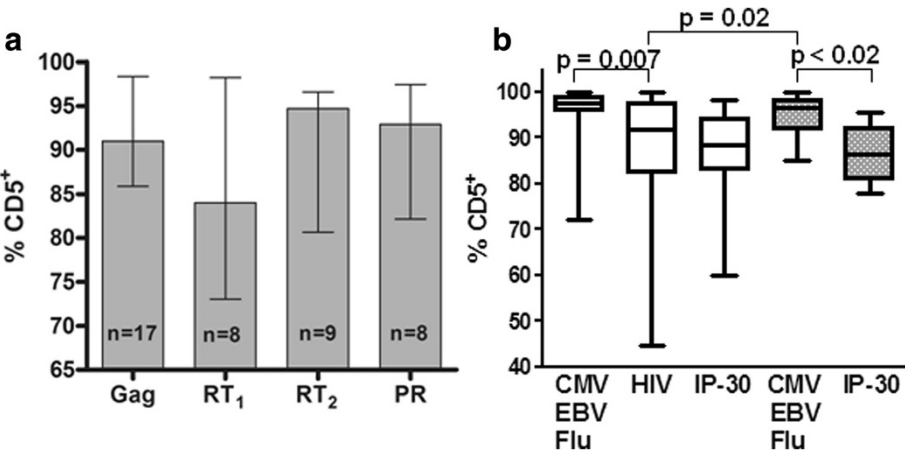 a
100
95
90
85
80
75
70
65
% CD5+
n=17 n=8 n=9 n=8
Gag RT1 RT2 PR
b
p = 0.02
p = 0.007 p < 0.02
100
90
80
70
60
50
40
% CD5+
CMV HIV IP-30 CMV IP-30
EBV EBV
Flu Flu